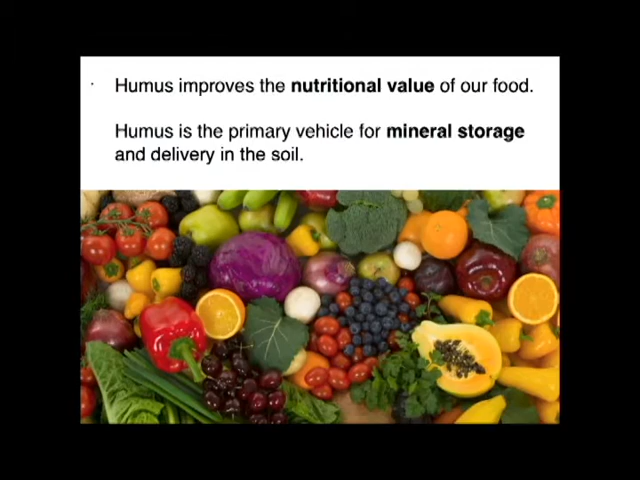 Humus improves the nutritional value of our food.
Humus is the primary vehicle for mineral storage
and delivery in the soil.